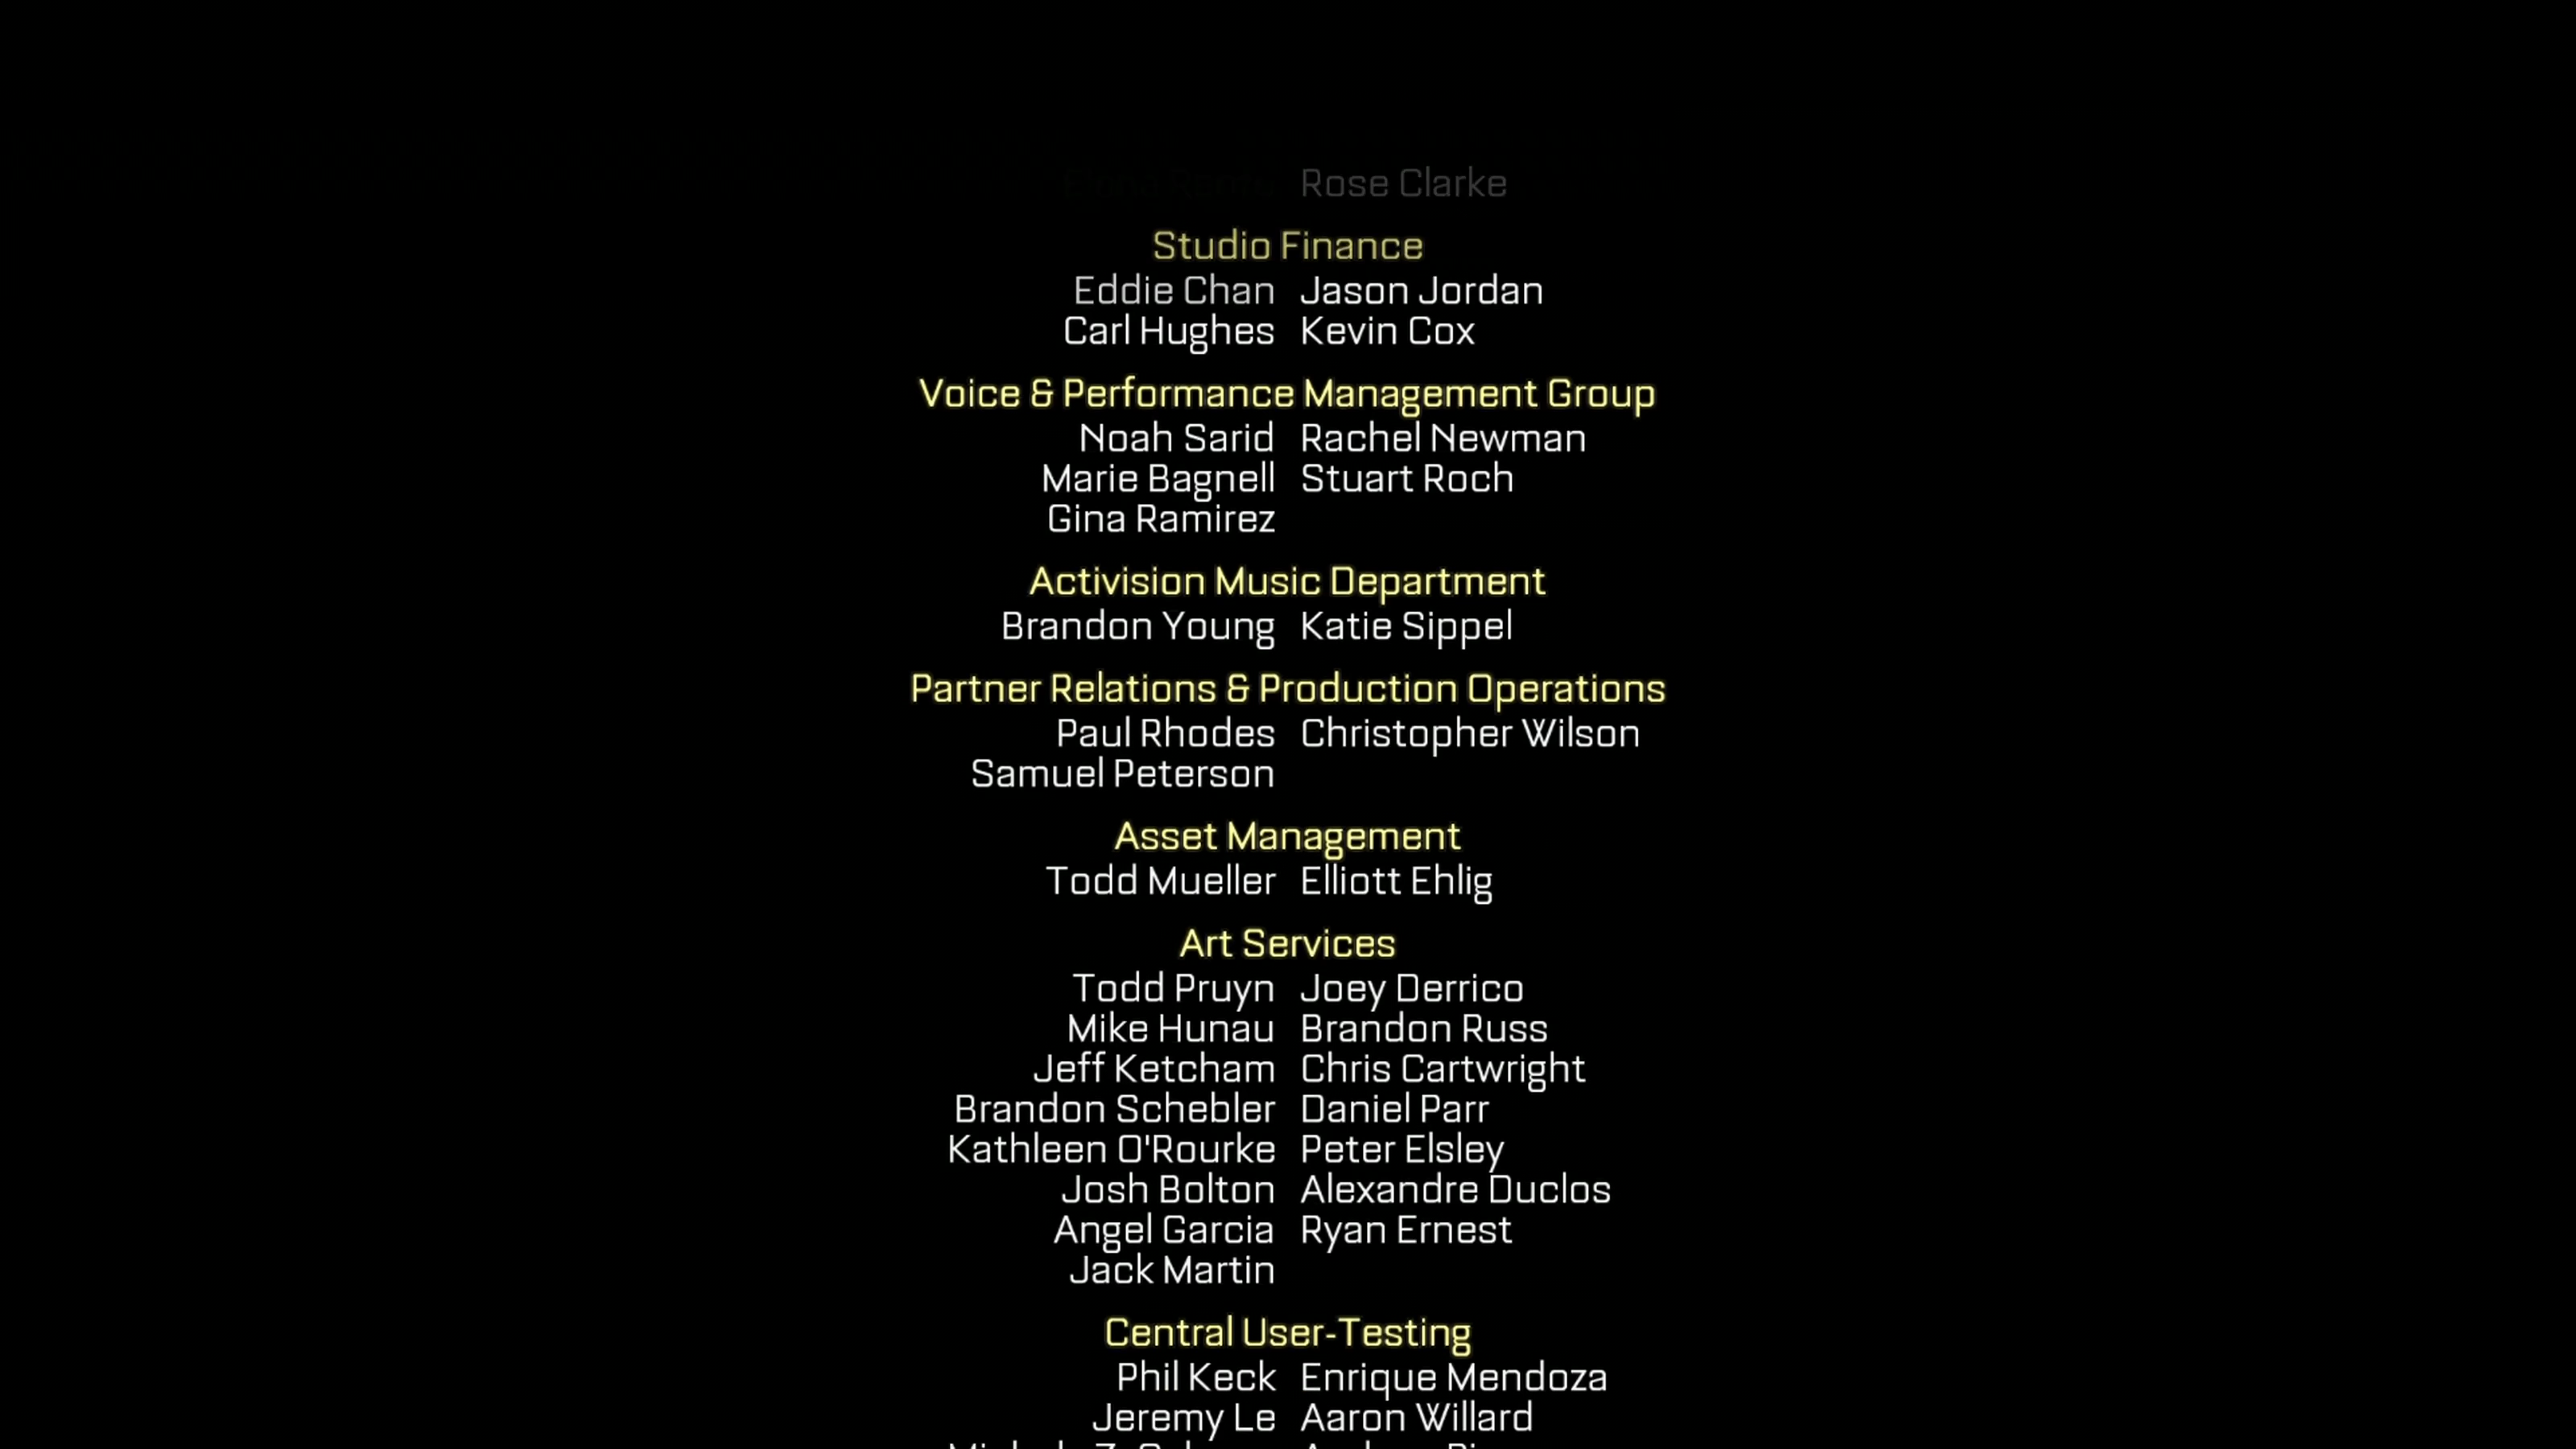 Rose Clarke
Studio Finance
Eddie Chan Jason Jordan
Carl Hughes Kevin Cox
Voice & Performance Management Group
Noah Sarid Rachel Newman
Marie Bagnell Stuart Roch
Gina Ramirez
Activision Music Department
Brandon Young Katie Sippel
Partner Relations & Production Operations
Paul Rhodes Christopher Wilson
Samuel Peterson
Asset Management
Todd Mueller Elliott Ehlig
Art Services
Todd Pruyn Joey Derrico
Mike Hunau Brandon Russ
Jeff Ketcham Chris Cartwright
Brandon Schebler Daniel Parr
Kathleen O'Rourke Peter Elsley
Josh Bolton Alexandre Duclos
Angel Garcia Ryan Ernest
Jack Martin
Central User-Testing
Phil Keck Enrique Mendoza
Jeremy Le Aaron Willard